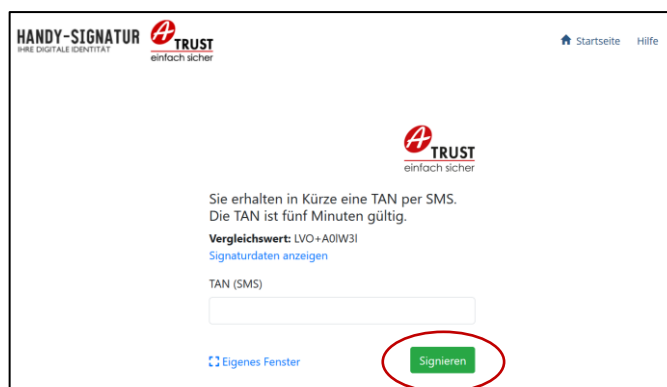 HANDY-SIGNATUR
IHRE DIGITALE IDENTITÄT
A TRUST
einfach sicher
Startseite Hilfe
A TRUST
einfach sicher
Sie erhalten in Kürze eine TAN per SMS.
Die TAN ist fünf Minuten gültig.
Vergleichswert: LVO+A0lW3l
Signaturdaten anzeigen
TAN (SMS)
Eigenes Fenster
Signieren